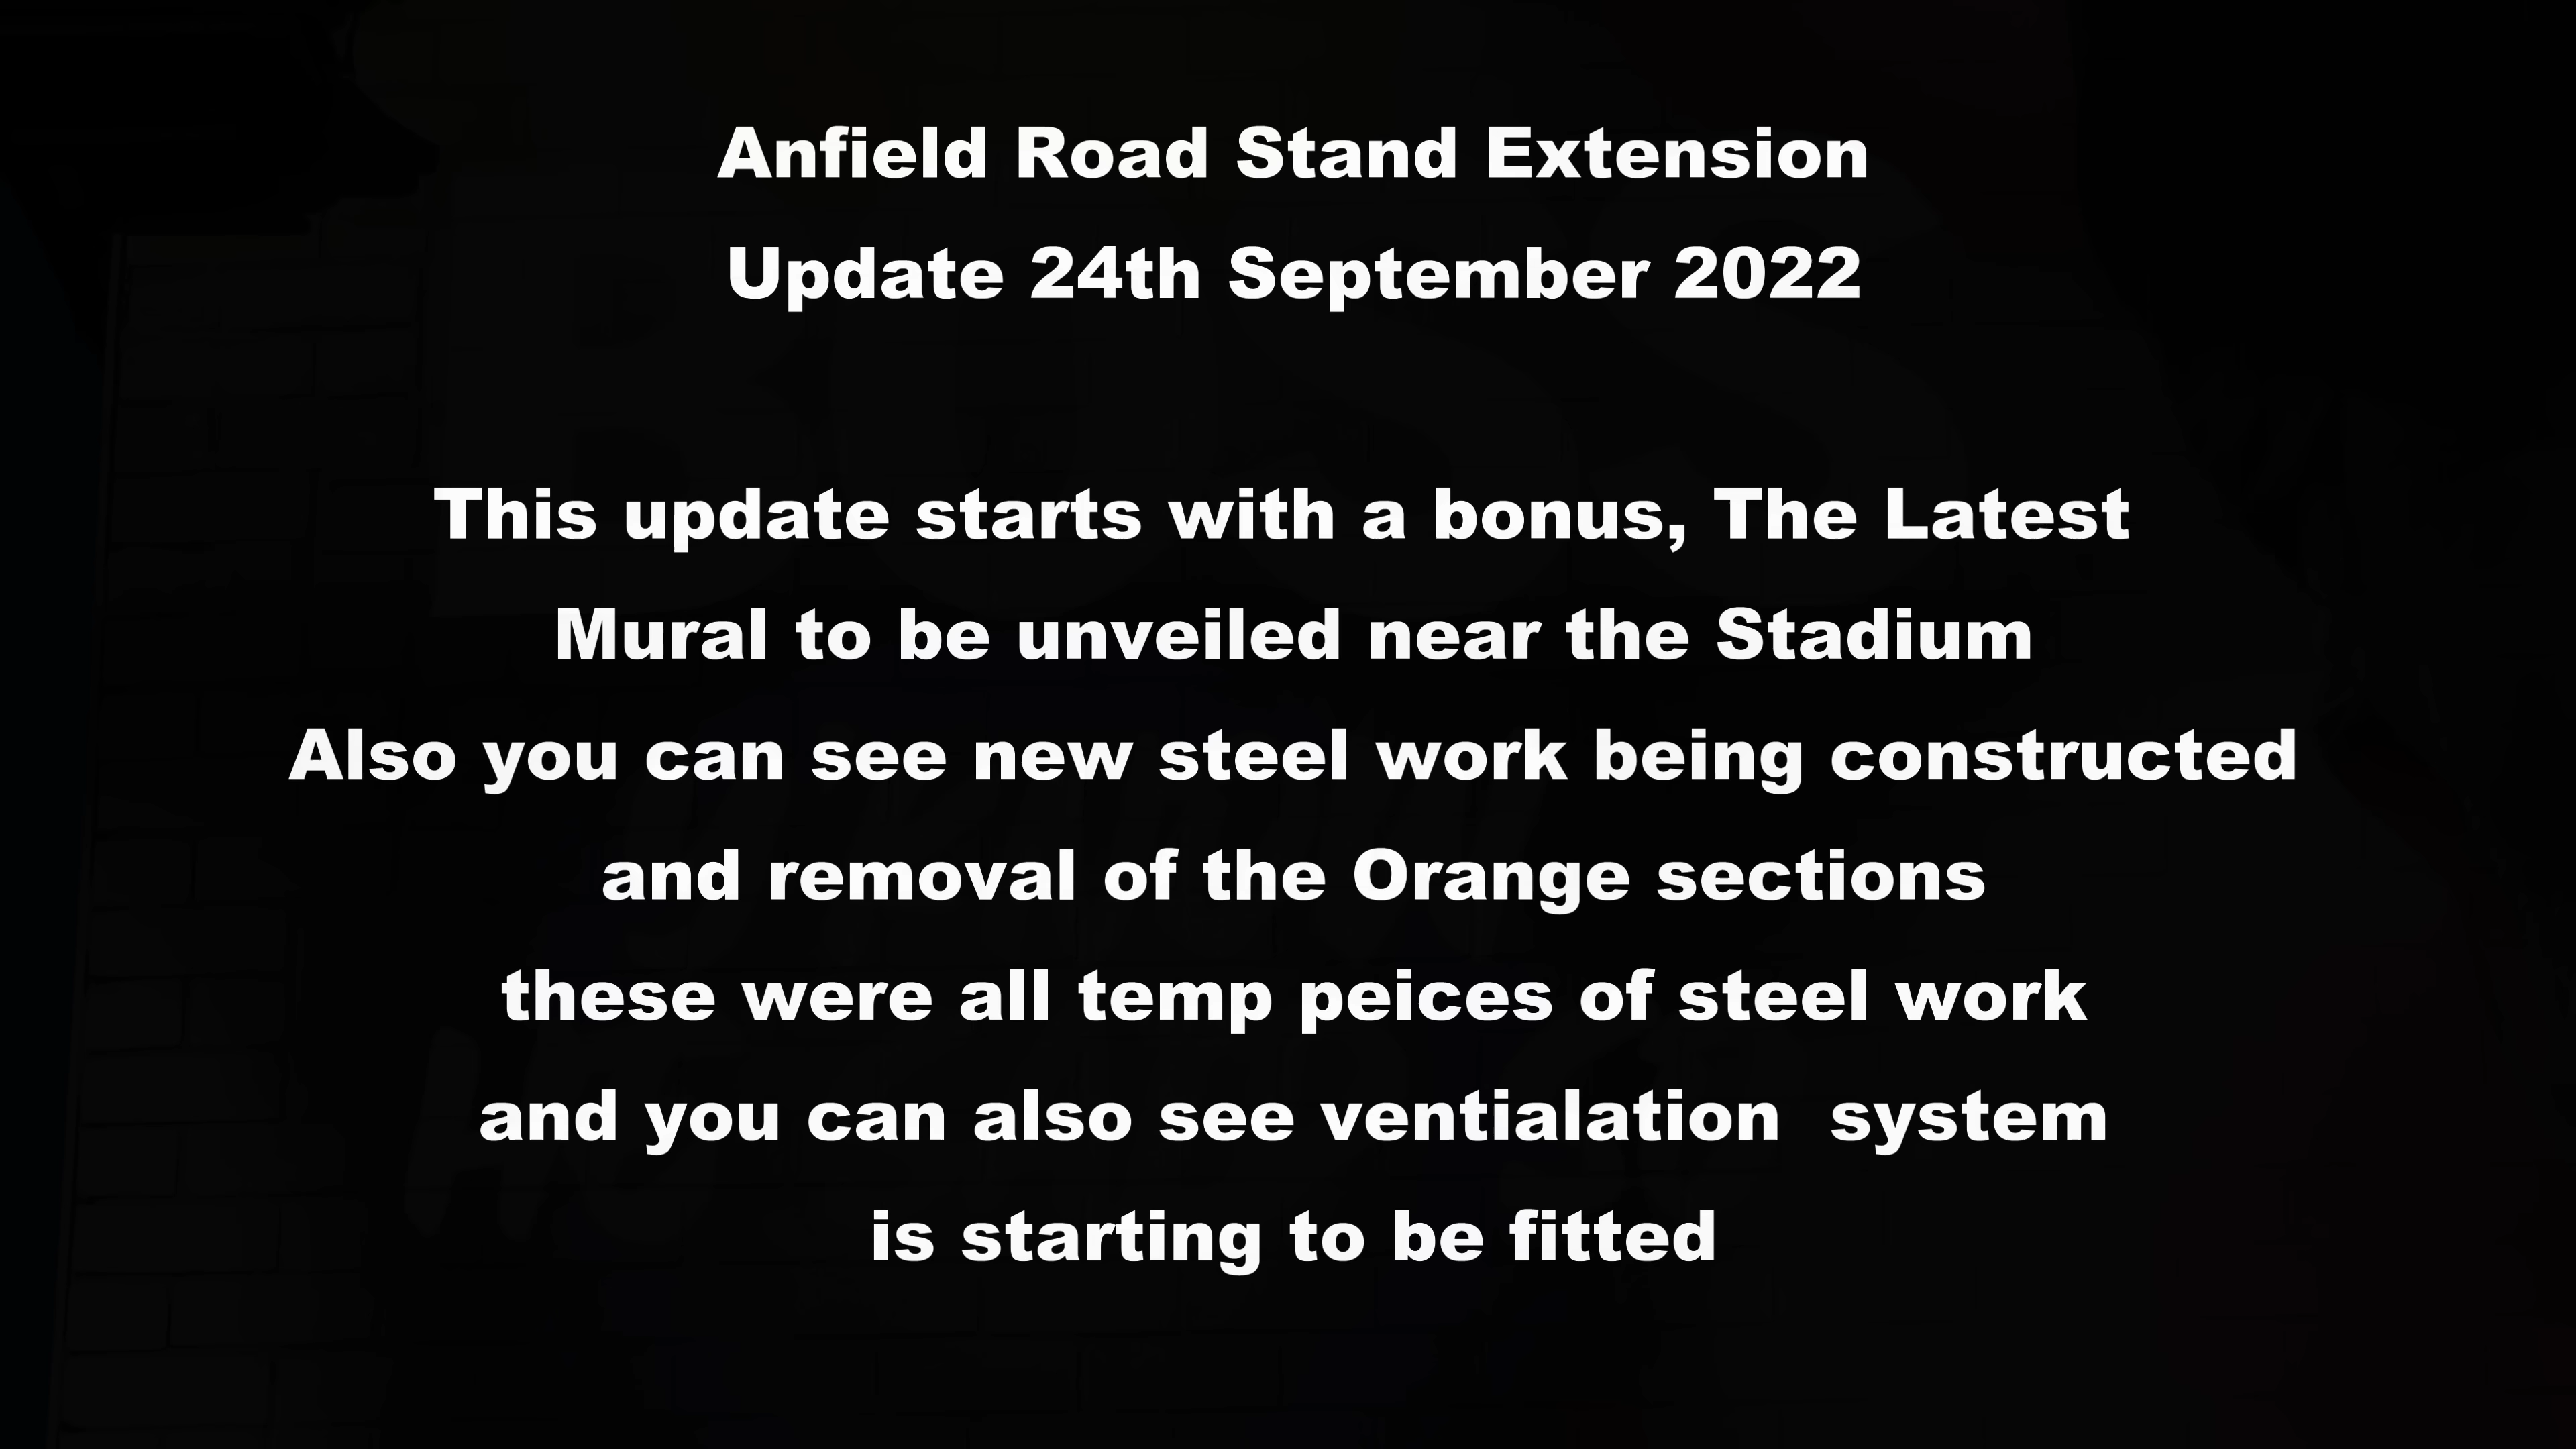 Anfield Road Stand Extension
Update 24th September 2022
This update starts with a bonus, The Latest
Mural to be unveiled near the Stadium
Also you can see new steel work being constructed
and removal of the Orange sections
these were all temp peices of steel work
and you can also see ventialation  system
is starting to be fitted